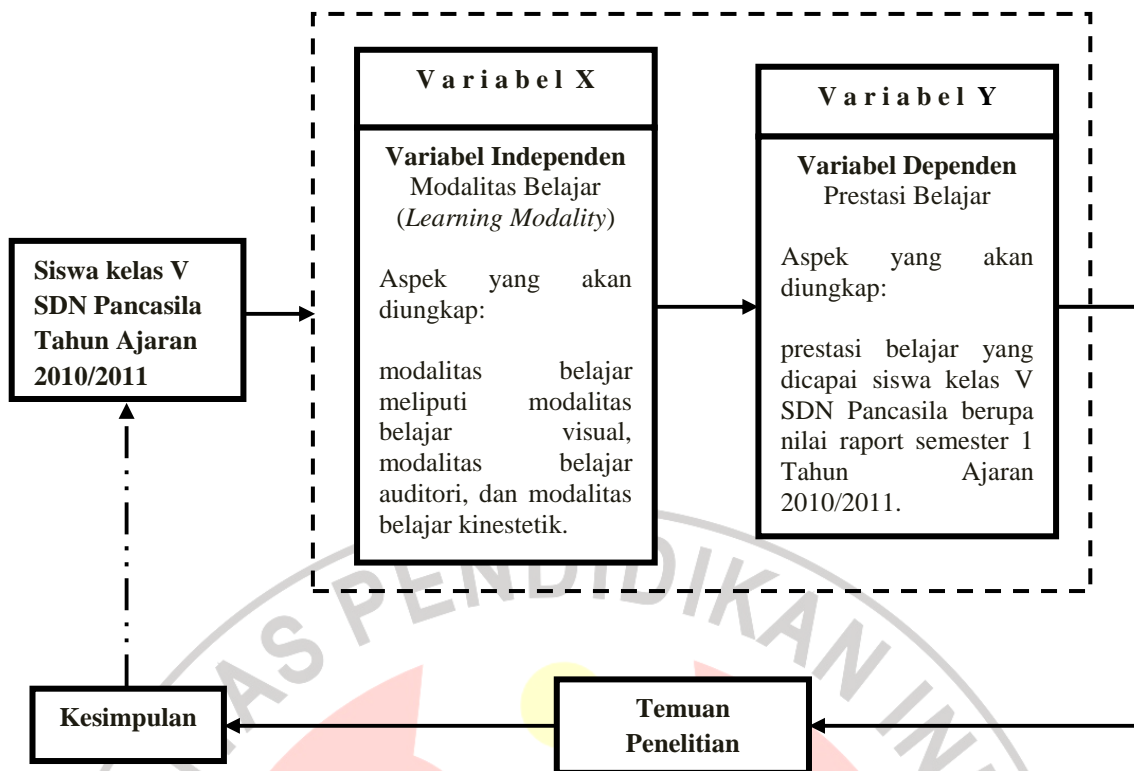 V a r i a b e l X
Variabel Independen
Modalitas Belajar
(Learning Modality)
Aspek yang akan
diungkap:
modalitas belajar
meliputi modalitas
belajar visual,
modalitas belajar
auditori, dan modalitas
belajar kinestetik.
V a r i a b e l Y
Variabel Dependen
Prestasi Belajar
Aspek yang akan
diungkap:
prestasi belajar yang
dicapai siswa kelas V
SDN Pancasila berupa
nilai raport semester 1
Tahun Ajaran
2010/2011.
Siswa kelas V
SDN Pancasila
Tahun Ajaran
2010/2011
Kesimpulan
Temuan
Penelitian
PENDIDIKAN